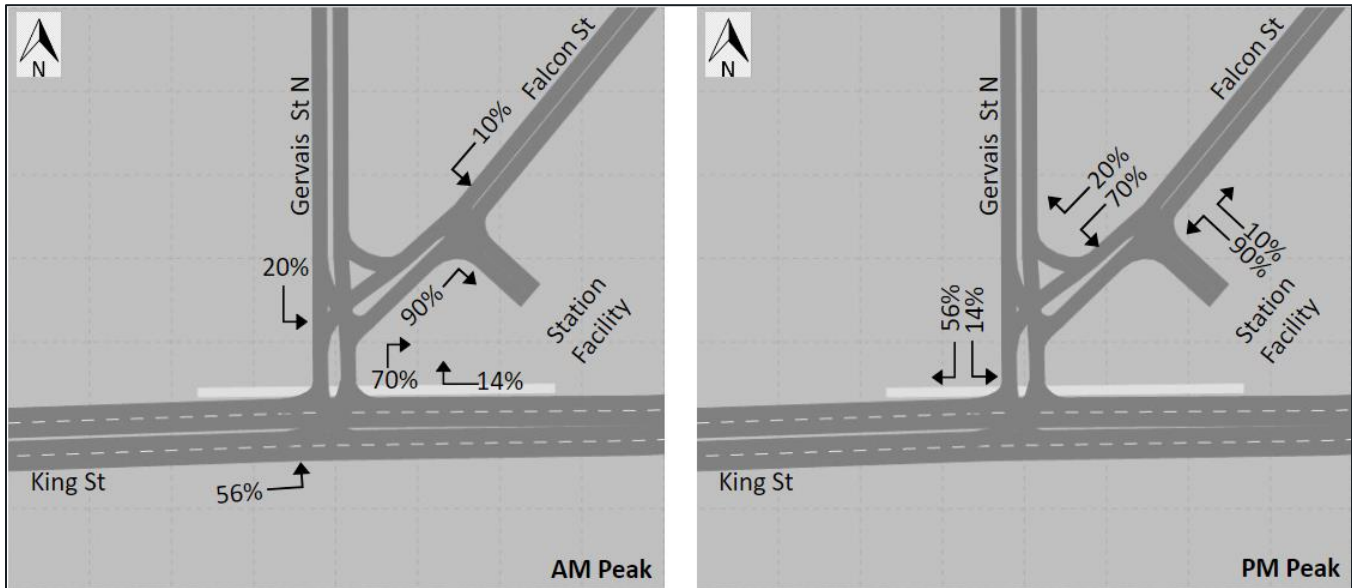 N
Gervais St N
Falcon St
10%
20%
90%
Station
Facility
70%
14%
King St
56%
AM Peak
N
Gervais St N
Falcon St
20%
70%
10%
90%
Station
Facility
56%
14%
King St
PM Peak